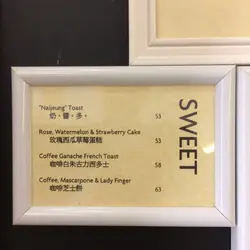 SWEET
"Naijeung" Toast
奶。醬。多。 53
Rose, Watermelon & Strawberry Cake
玫瑰西瓜草莓蛋糕 53
Coffee Ganache French Toast
咖啡白朱古力西多士 58
Coffee, Mascarpone & Lady Finger
咖啡芝士餅 63